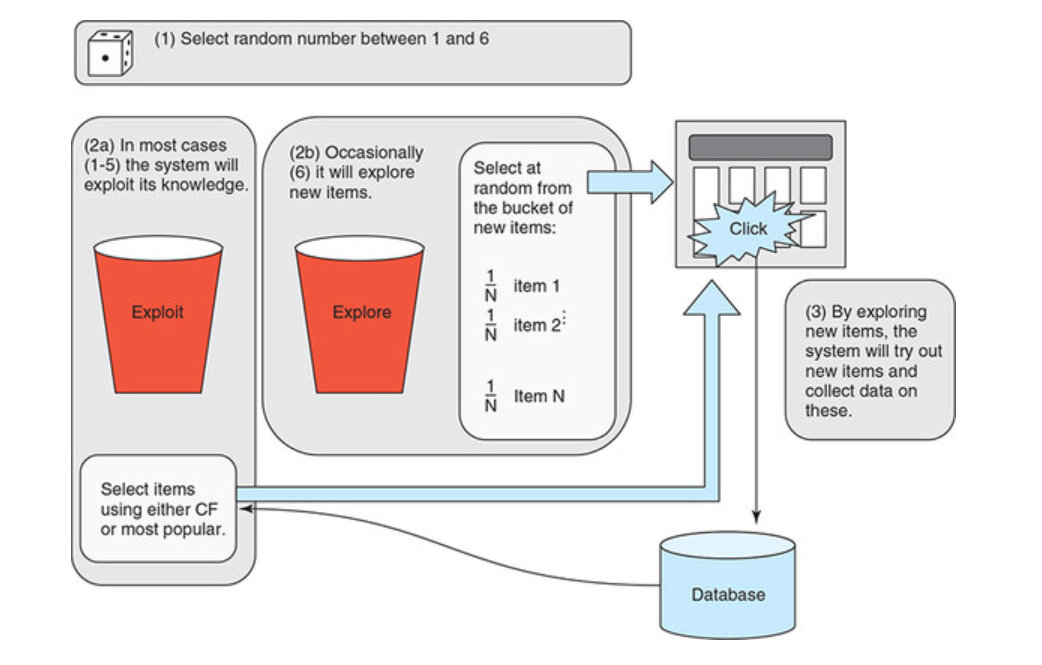 (1) Select random number between 1 and 6
(2a) In most cases
(1-5) the system will
exploit its knowledge.
Exploit
Select items
using either CF
or most popular.
(2b) Occasionally
(6) it will explore
new items.
Explore
Select at
random from
the bucket of
new items:
1/N item 1
1/N item 2⋮
1/N Item N
Click
(3) By exploring
new items, the
system will try out
new items and
collect data on
these.
Database